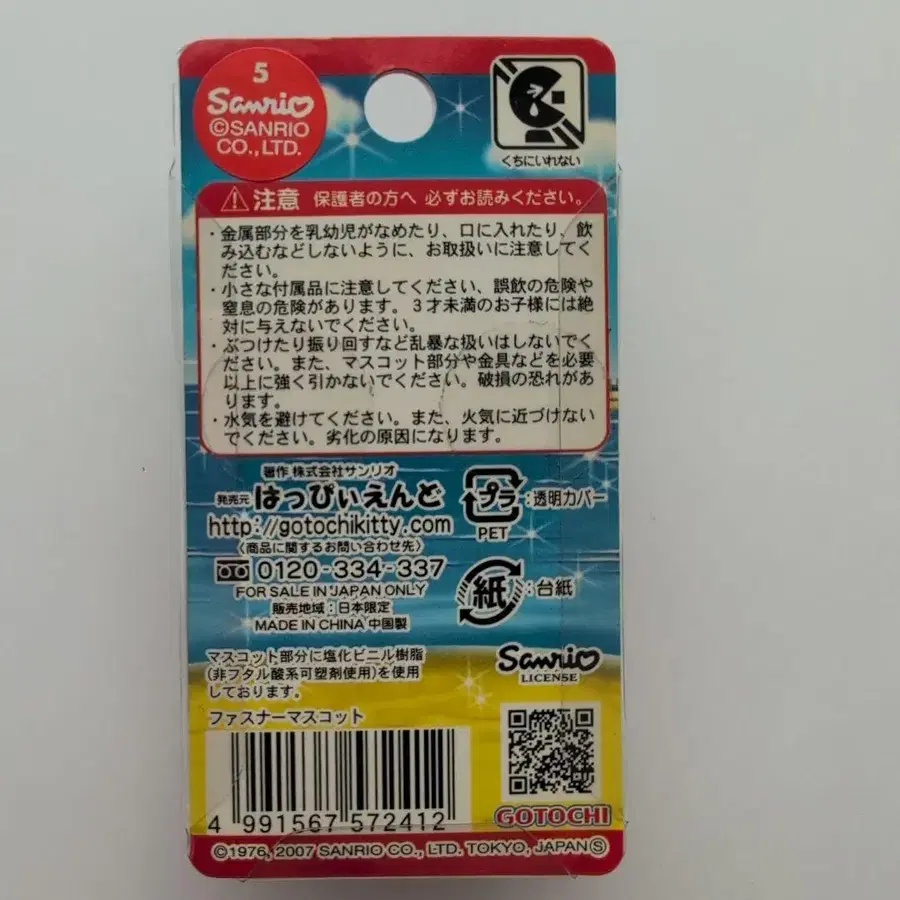 5
Sanrio
©SANRIO
CO.,LTD.
くちにいれない
注意 保護者の方へ 必ずお読みください。
・金属部分を乳幼児がなめたり、口に入れたり、飲
み込むなどしないように、お取扱いに注意してく
ださい。
・小さな付属品に注意してください、誤飲の危険や
窒息の危険があります。3才未満のお子様には絶
対に与えないでください。
・ぶつけたり振り回すなど乱暴な扱いはしないでく
ださい。また、マスコット部分や金具などを必要
以上に強く引かないでください。破損の恐れがあ
ります。
・水気を避けてください。また、火気に近づけない
でください。劣化の原因になります。
著作 株式会社サンリオ
発売元 はっぴぃえんど
http://gotochikitty.com
〈商品に関するお問い合わせ先〉
0120-334-337
FOR SALE IN JAPAN ONLY
販売地域：日本限定
MADE IN CHINA 中国製
プラ：透明カバー
PET
紙：台紙
マスコット部分に塩化ビニル樹脂
(非フタル酸系可塑剤使用)を使用
しております。
Sanrio
LICENSE
ファスナーマスコット
4 991567 572412
GOTOCHI
©1976, 2007 SANRIO CO., LTD. TOKYO, JAPAN Ⓢ